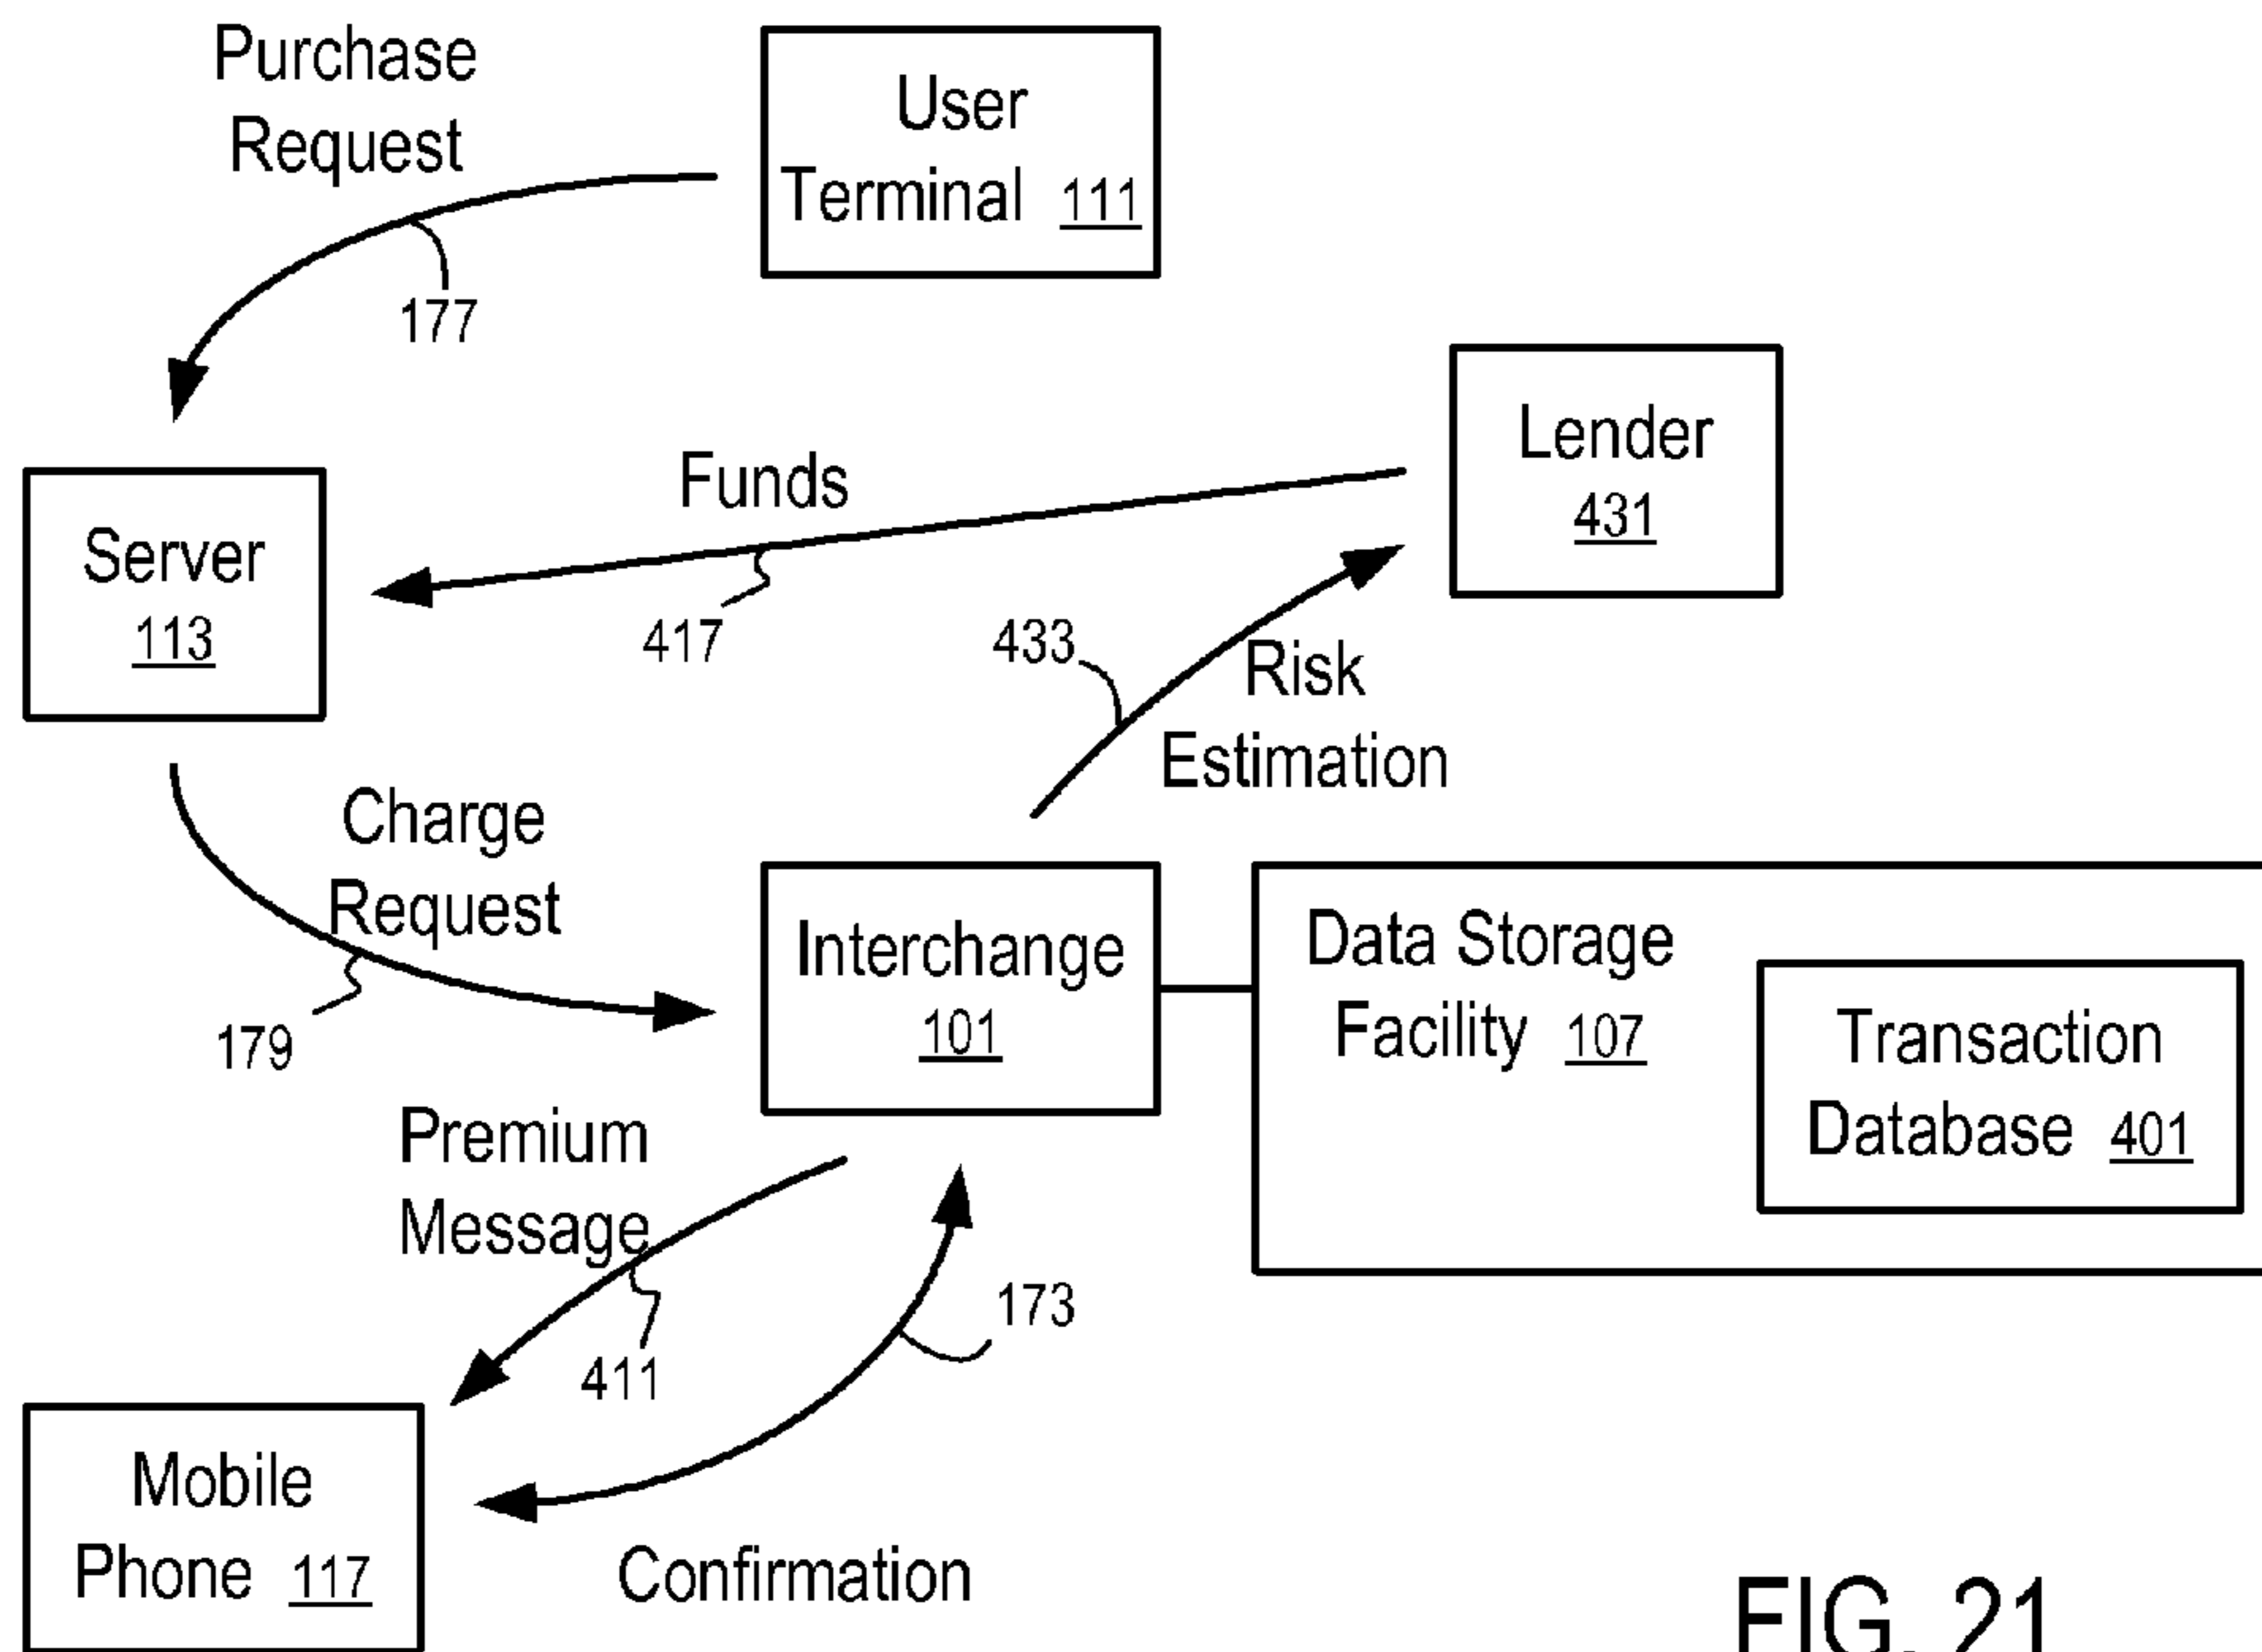 Purchase
Request
User
Terminal 111
177
Lender
431
Funds
Server
113
417
433
Risk
Estimation
Charge
Request
Interchange
101
Data Storage
Facility 107
Transaction
Database 401
179
Premium
Message
173
411
Mobile
Phone 117
Confirmation
FIG. 21